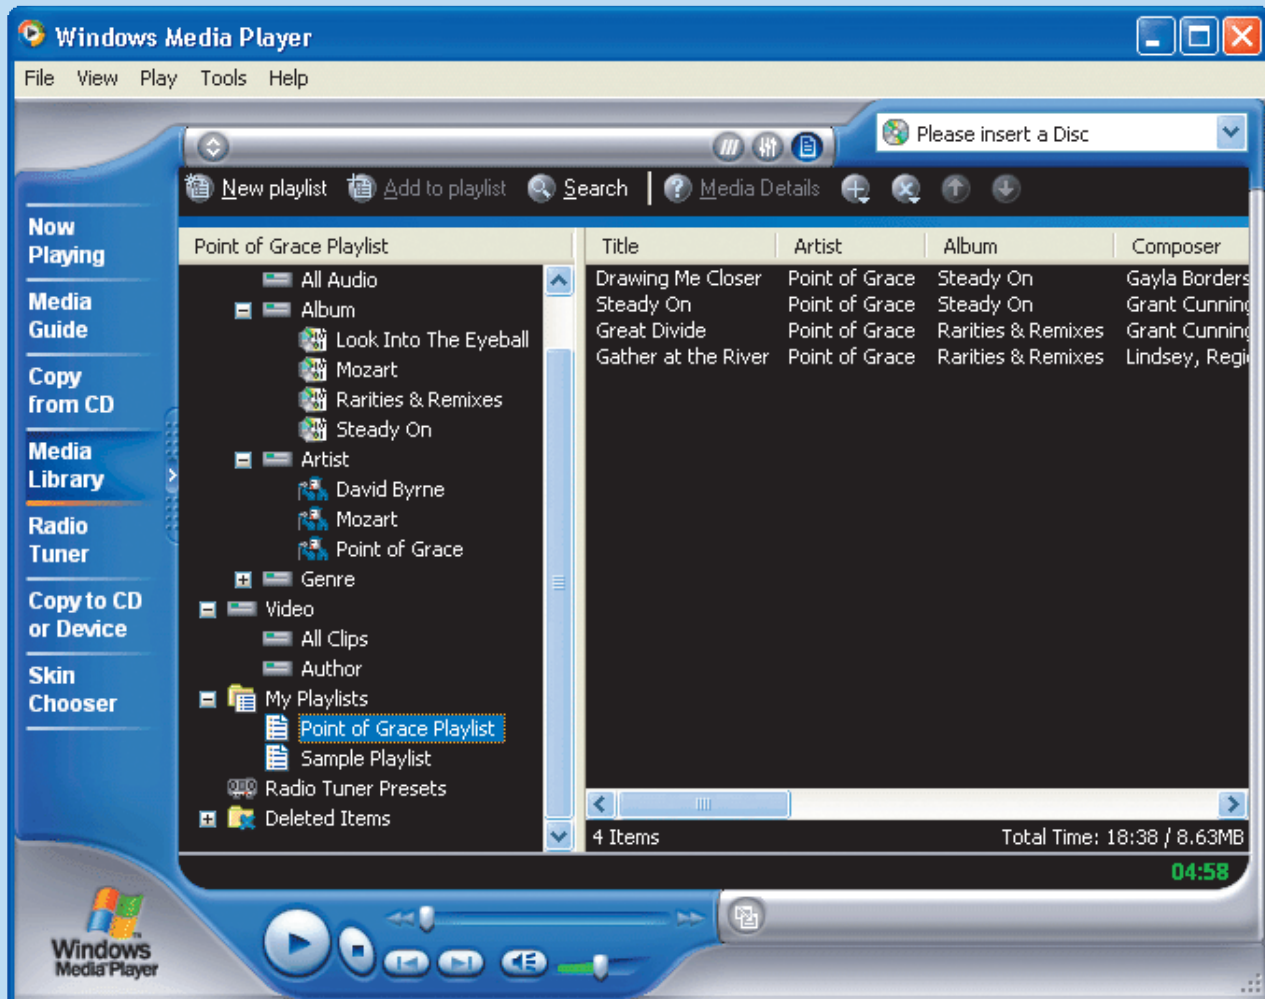 Windows Media Player
File View Play Tools Help
Please insert a Disc
New playlist Add to playlist Search Media Details
Now
Playing
Media
Guide
Copy
from CD
Media
Library
Radio
Tuner
Copy to CD
or Device
Skin
Chooser
Point of Grace Playlist
All Audio
Album
Look Into The Eyeball
Mozart
Rarities & Remixes
Steady On
Artist
David Byrne
Mozart
Point of Grace
Genre
Video
All Clips
Author
My Playlists
Point of Grace Playlist
Sample Playlist
Radio Tuner Presets
Deleted Items
Title Artist Album Composer
Drawing Me Closer Point of Grace Steady On Gayla Borders
Steady On Point of Grace Steady On Grant Cunning
Great Divide Point of Grace Rarities & Remixes Grant Cunning
Gather at the River Point of Grace Rarities & Remixes Lindsey, Regi
4 Items Total Time: 18:38 / 8.63MB
04:58
Windows
Media Player